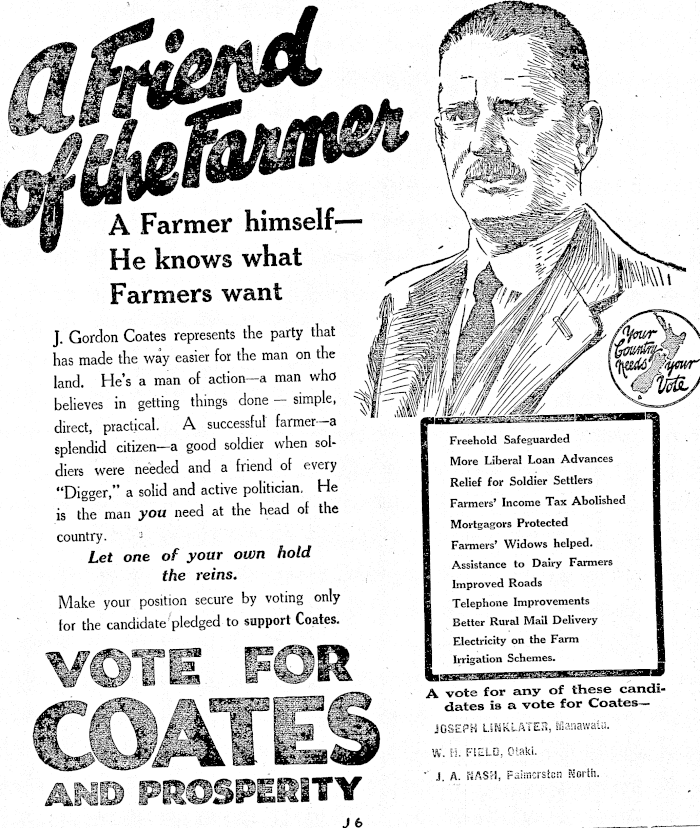 A Friend
of the Farmer
A Farmer himself—
He knows what
Farmers want
J. Gordon Coates represents the party that
has made the way easier for the man on the
land. He's a man of action—a man who
believes in getting things done — simple,
direct, practical. A successful farmer—a
splendid citizen—a good soldier when sol-
diers were needed and a friend of every
"Digger," a solid and active politician. He
is the man you need at the head of the
country.
Let one of your own hold
the reins.
Make your position secure by voting only
for the candidate pledged to support Coates.
VOTE FOR
COATES
AND PROSPERITY
Your
Country
needs your
Vote
Freehold Safeguarded
More Liberal Loan Advances
Relief for Soldier Settlers
Farmers' Income Tax Abolished
Mortgagors Protected
Farmers' Widows helped.
Assistance to Dairy Farmers
Improved Roads
Telephone Improvements
Better Rural Mail Delivery
Electricity on the Farm
Irrigation Schemes.
A vote for any of these candi-
dates is a vote for Coates—
JOSEPH LINKLATER, Manawatu.
W. H. FIELD, Otaki.
J. A. NASH, Palmerston North.
J 6